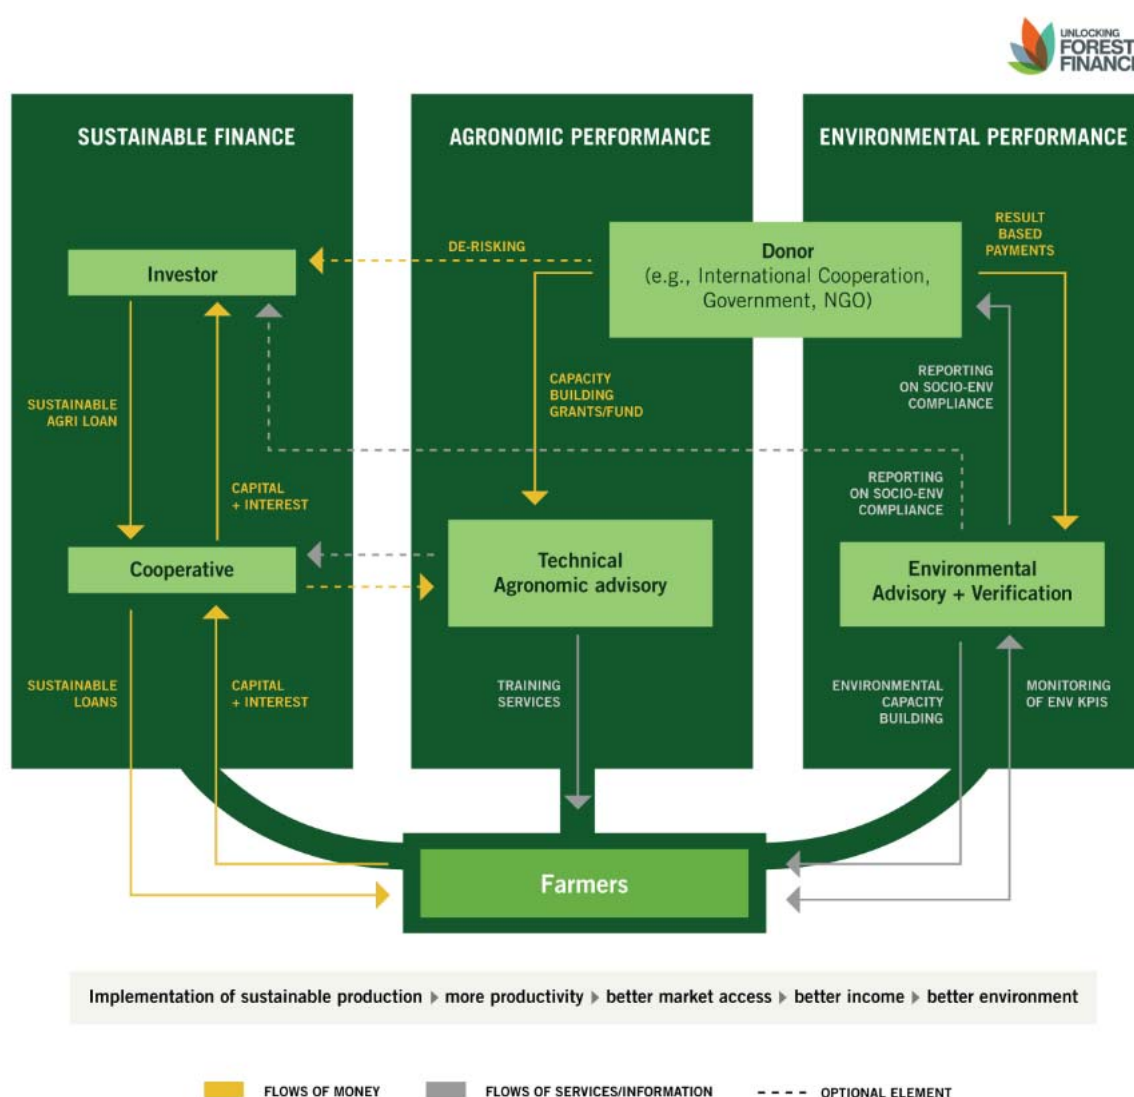 UNLOCKING
FOREST
FINANCE
SUSTAINABLE FINANCE
AGRONOMIC PERFORMANCE
ENVIRONMENTAL PERFORMANCE
Investor
DE-RISKING
Donor
(e.g., International Cooperation,
Government, NGO)
RESULT
BASED
PAYMENTS
SUSTAINABLE
AGRI LOAN
CAPITAL
+ INTEREST
CAPACITY
BUILDING
GRANTS/FUND
REPORTING
ON SOCIO-ENV
COMPLIANCE
REPORTING
ON SOCIO-ENV
COMPLIANCE
Cooperative
Technical
Agronomic advisory
Environmental
Advisory + Verification
SUSTAINABLE
LOANS
CAPITAL
+ INTEREST
TRAINING
SERVICES
ENVIRONMENTAL
CAPACITY
BUILDING
MONITORING
OF ENV KPIS
Farmers
Implementation of sustainable production ▸ more productivity ▸ better market access ▸ better income ▸ better environment
FLOWS OF MONEY
FLOWS OF SERVICES/INFORMATION
OPTIONAL ELEMENT